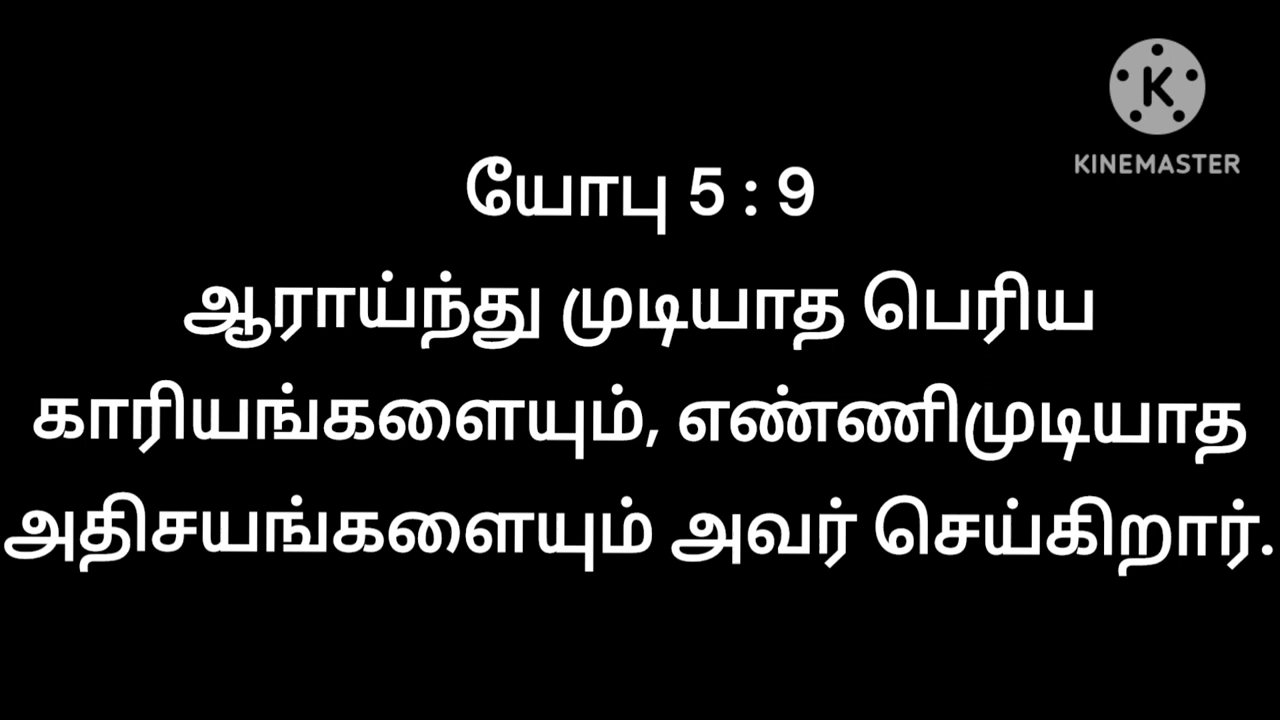 KINEMASTER
யோபு 5 : 9
ஆராய்ந்து முடியாத பெரிய
காரியங்களையும், எண்ணிமுடியாத
அதிசயங்களையும் அவர் செய்கிறார்.